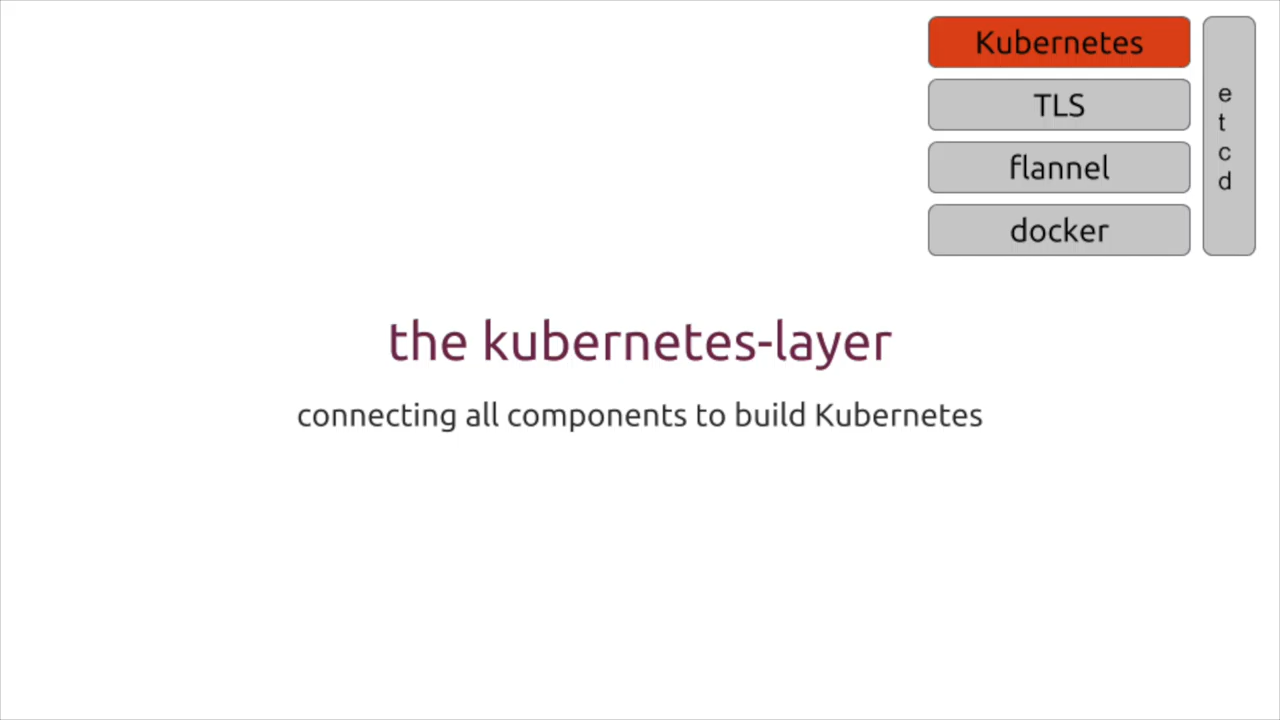 Kubernetes
TLS
flannel
docker
e
t
c
d
the kubernetes-layer
connecting all components to build Kubernetes